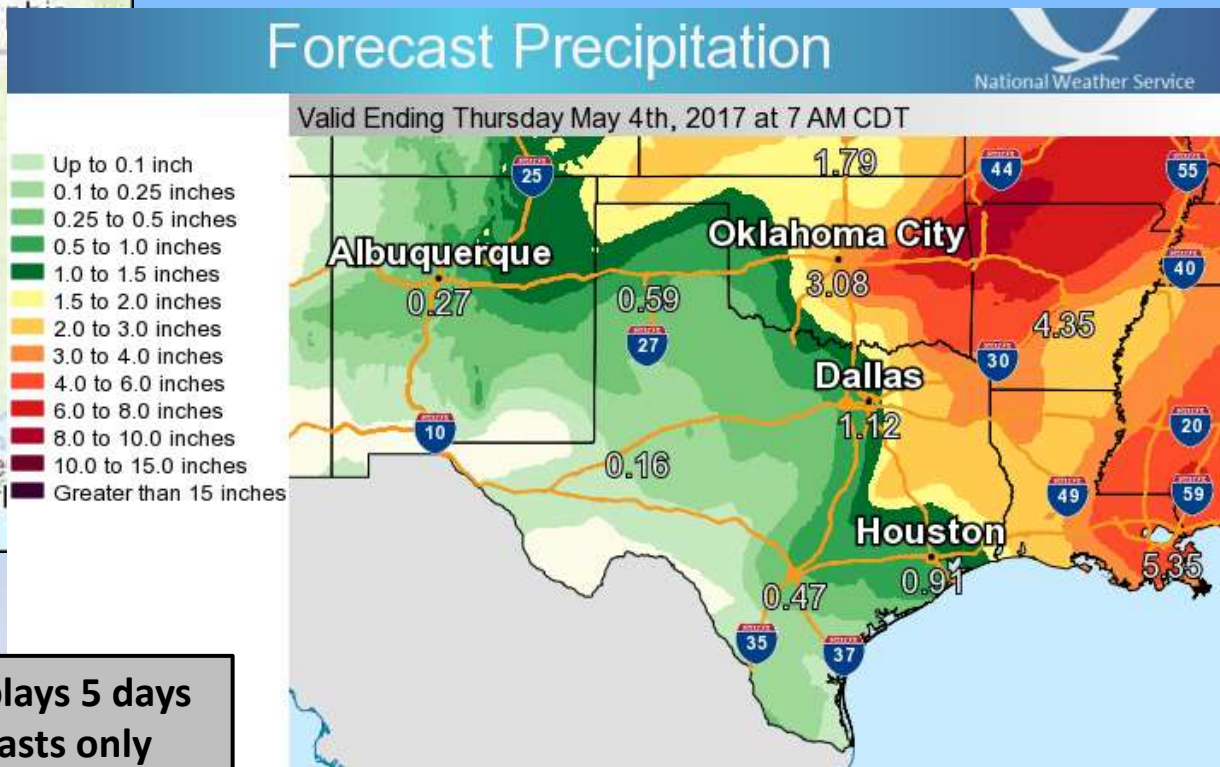 Forecast Precipitation
National Weather Service
Valid Ending Thursday May 4th, 2017 at 7 AM CDT
Up to 0.1 inch
0.1 to 0.25 inches
0.25 to 0.5 inches
0.5 to 1.0 inches
1.0 to 1.5 inches
1.5 to 2.0 inches
2.0 to 3.0 inches
3.0 to 4.0 inches
4.0 to 6.0 inches
6.0 to 8.0 inches
8.0 to 10.0 inches
10.0 to 15.0 inches
Greater than 15 inches
1.79
25
44
55
Albuquerque
Oklahoma City
40
0.27
0.59
3.08
4.35
27
30
Dallas
1.12
10
20
0.16
49
59
Houston
0.91
5.35
0.47
35
37
plays 5 days
asts only